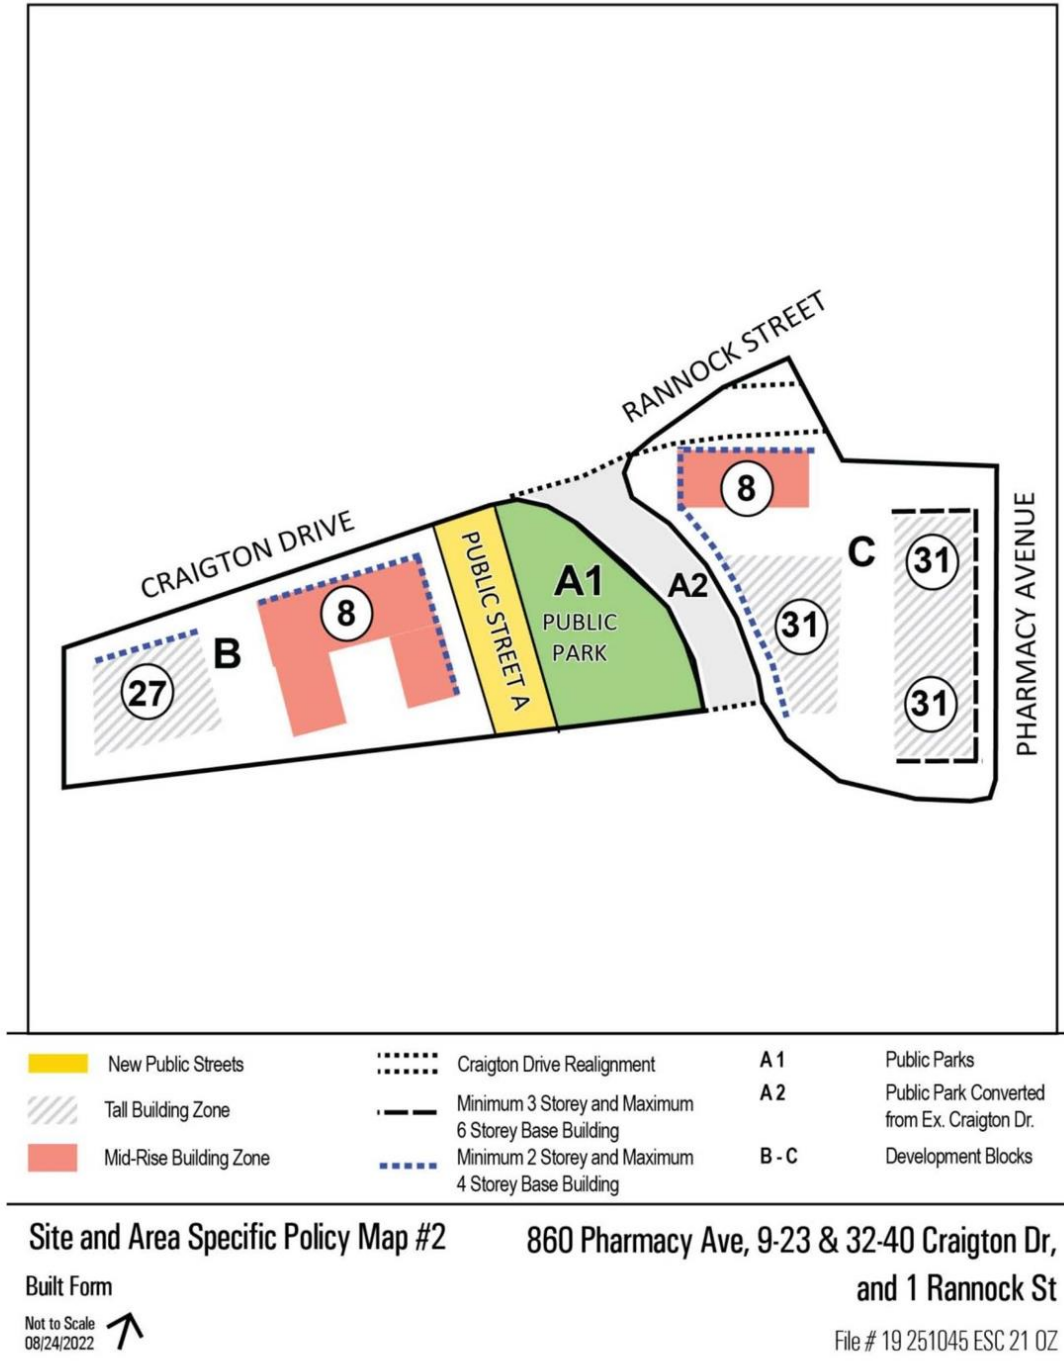 RANNOCK STREET
CRAIGTON DRIVE
8
31
C
31
31
PHARMACY AVENUE
A1
PUBLIC
PARK
A2
PUBLIC STREET A
8
B
27
New Public Streets
Tall Building Zone
Mid-Rise Building Zone
Craigton Drive Realignment
Minimum 3 Storey and Maximum
6 Storey Base Building
Minimum 2 Storey and Maximum
4 Storey Base Building
A 1
Public Parks
A 2
Public Park Converted
from Ex. Craigton Dr.
B - C
Development Blocks
Site and Area Specific Policy Map #2
Built Form
Not to Scale
08/24/2022
860 Pharmacy Ave, 9-23 & 32-40 Craigton Dr,
and 1 Rannock St
File # 19 251045 ESC 21 OZ